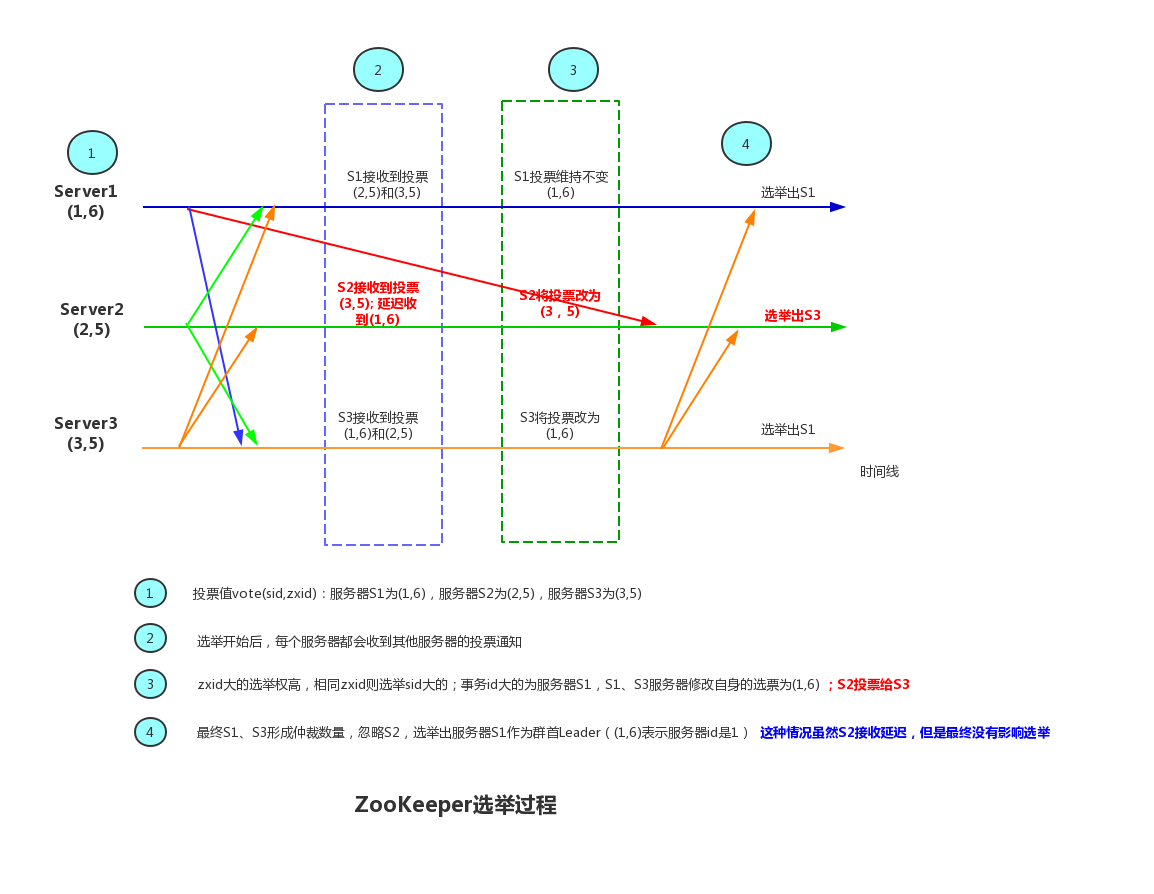 2
3
1
4
Server1
(1,6)
S1接收到投票
(2,5)和(3,5)
S1投票维持不变
(1,6)
选举出S1
Server2
(2,5)
S2接收到投票
(3,5); 延迟收
到(1,6)
S2将投票改为
(3，5)
选举出S3
Server3
(3,5)
S3接收到投票
(1,6)和(2,5)
S3将投票改为
(1,6)
选举出S1
时间线
1 投票值vote(sid,zxid)：服务器S1为(1,6)，服务器S2为(2,5)，服务器S3为(3,5)
2 选举开始后，每个服务器都会收到其他服务器的投票通知
3 zxid大的选举权高，相同zxid则选举sid大的；事务id大的为服务器S1，S1、S3服务器修改自身的选票为(1,6) ；S2投票给S3
4 最终S1、S3形成仲裁数量，忽略S2，选举出服务器S1作为群首Leader（(1,6)表示服务器id是1） 这种情况虽然S2接收延迟，但是最终没有影响选举
ZooKeeper选举过程